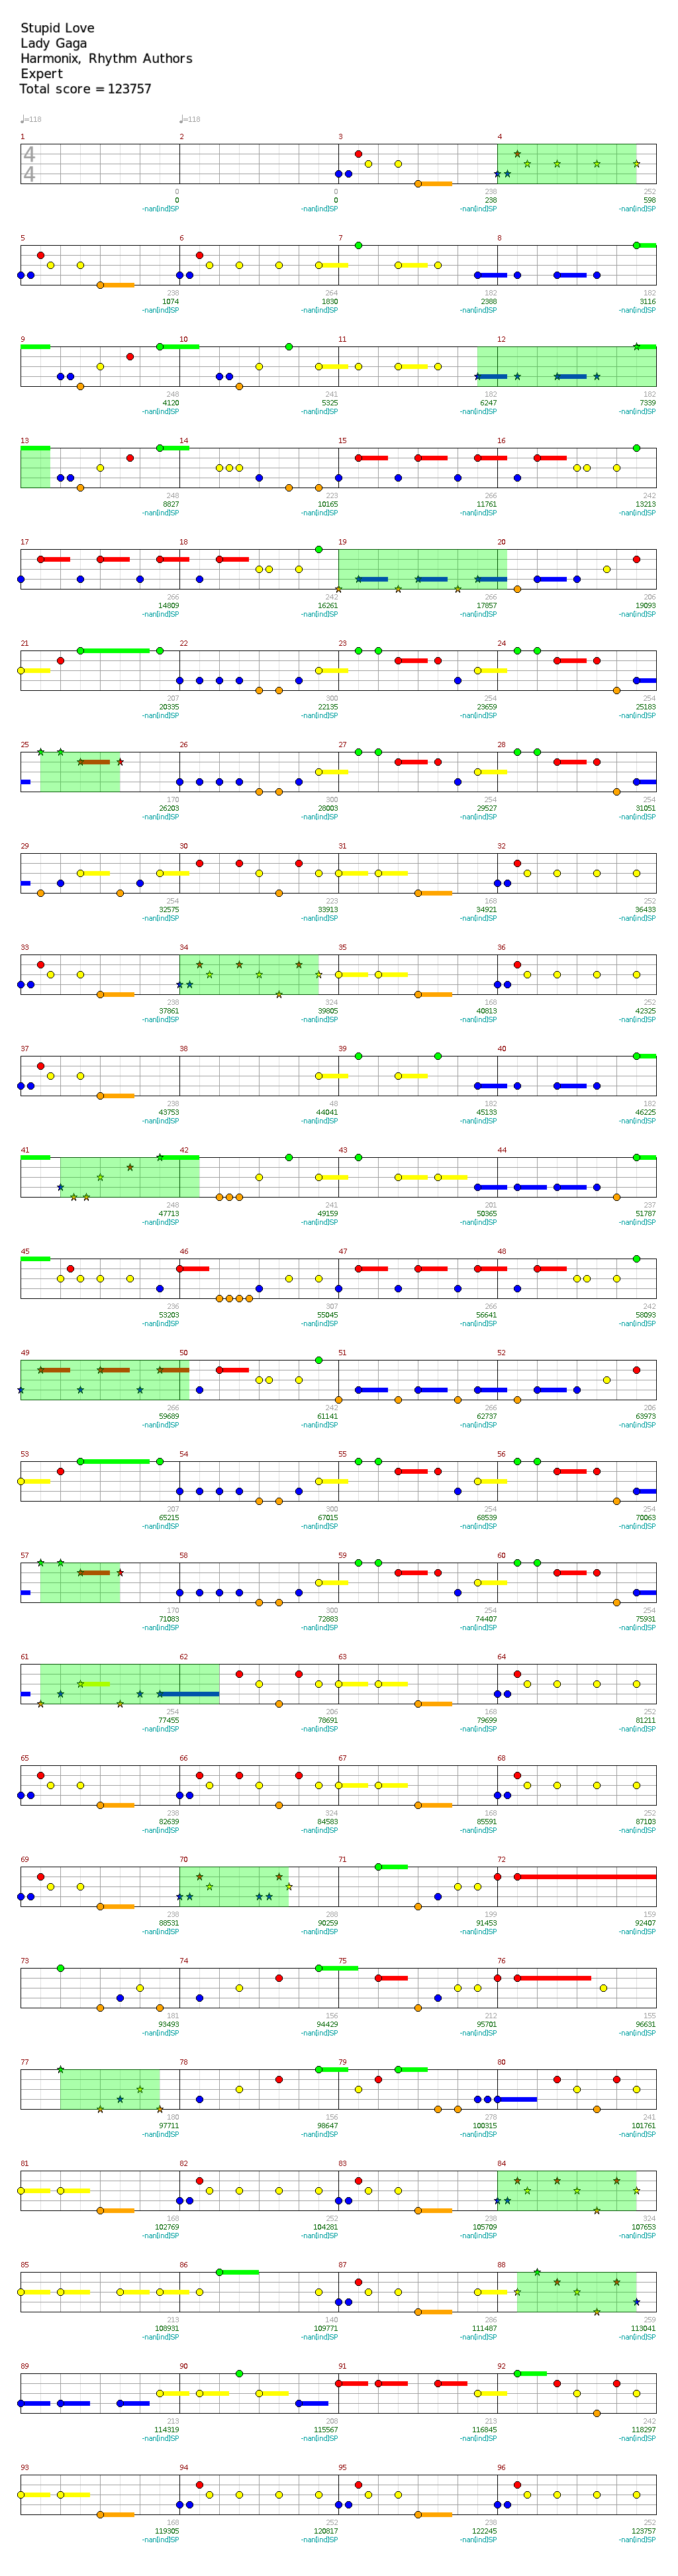 Stupid Love
Lady Gaga
Harmonix, Rhythm Authors
Expert
Total score = 123757
♩=118 ♩=118
1 2 3 4
4
4
0 0 238 252
0 0 238 598
-nan(ind)SP -nan(ind)SP -nan(ind)SP -nan(ind)SP
5 6 7 8
238 264 182 182
1074 1830 2388 3116
-nan(ind)SP -nan(ind)SP -nan(ind)SP -nan(ind)SP
9 10 11 12
248 241 182 182
4120 5325 6247 7339
-nan(ind)SP -nan(ind)SP -nan(ind)SP -nan(ind)SP
13 14 15 16
248 223 266 242
8827 10165 11761 13213
-nan(ind)SP -nan(ind)SP -nan(ind)SP -nan(ind)SP
17 18 19 20
266 242 266 206
14809 16261 17857 19093
-nan(ind)SP -nan(ind)SP -nan(ind)SP -nan(ind)SP
21 22 23 24
207 300 254 254
20335 22135 23659 25183
-nan(ind)SP -nan(ind)SP -nan(ind)SP -nan(ind)SP
25 26 27 28
170 300 254 254
26203 28003 29527 31051
-nan(ind)SP -nan(ind)SP -nan(ind)SP -nan(ind)SP
29 30 31 32
254 223 168 252
32575 33913 34921 36433
-nan(ind)SP -nan(ind)SP -nan(ind)SP -nan(ind)SP
33 34 35 36
238 324 168 252
37861 39805 40813 42325
-nan(ind)SP -nan(ind)SP -nan(ind)SP -nan(ind)SP
37 38 39 40
238 48 182 182
43753 44041 45133 46225
-nan(ind)SP -nan(ind)SP -nan(ind)SP -nan(ind)SP
41 42 43 44
248 241 201 237
47713 49159 50365 51787
-nan(ind)SP -nan(ind)SP -nan(ind)SP -nan(ind)SP
45 46 47 48
236 307 266 242
53203 55045 56641 58093
-nan(ind)SP -nan(ind)SP -nan(ind)SP -nan(ind)SP
49 50 51 52
266 242 266 206
59689 61141 62737 63973
-nan(ind)SP -nan(ind)SP -nan(ind)SP -nan(ind)SP
53 54 55 56
207 300 254 254
65215 67015 68539 70063
-nan(ind)SP -nan(ind)SP -nan(ind)SP -nan(ind)SP
57 58 59 60
170 300 254 254
71083 72883 74407 75931
-nan(ind)SP -nan(ind)SP -nan(ind)SP -nan(ind)SP
61 62 63 64
254 206 168 252
77455 78691 79699 81211
-nan(ind)SP -nan(ind)SP -nan(ind)SP -nan(ind)SP
65 66 67 68
238 324 168 252
82639 84583 85591 87103
-nan(ind)SP -nan(ind)SP -nan(ind)SP -nan(ind)SP
69 70 71 72
238 288 199 159
88531 90259 91453 92407
-nan(ind)SP -nan(ind)SP -nan(ind)SP -nan(ind)SP
73 74 75 76
181 156 212 155
93493 94429 95701 96631
-nan(ind)SP -nan(ind)SP -nan(ind)SP -nan(ind)SP
77 78 79 80
180 156 278 241
97711 98647 100315 101761
-nan(ind)SP -nan(ind)SP -nan(ind)SP -nan(ind)SP
81 82 83 84
168 252 238 324
102769 104281 105709 107653
-nan(ind)SP -nan(ind)SP -nan(ind)SP -nan(ind)SP
85 86 87 88
213 140 286 259
108931 109771 111487 113041
-nan(ind)SP -nan(ind)SP -nan(ind)SP -nan(ind)SP
89 90 91 92
213 208 213 242
114319 115567 116845 118297
-nan(ind)SP -nan(ind)SP -nan(ind)SP -nan(ind)SP
93 94 95 96
168 252 238 252
119305 120817 122245 123757
-nan(ind)SP -nan(ind)SP -nan(ind)SP -nan(ind)SP